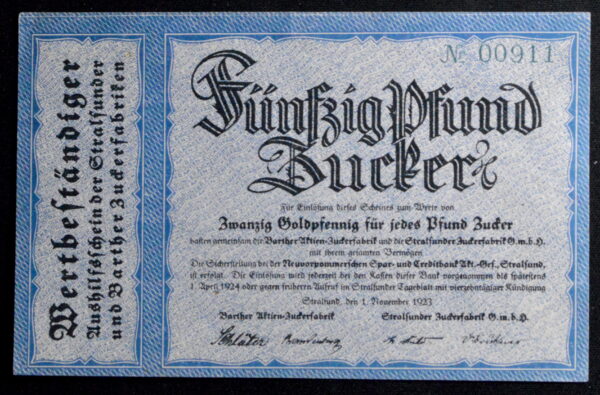 Wertbeständiger
Aushilfsschein der Stralsunder
und Barther Zuckerfabriken
№ 00911
Fünfzig Pfund
Zucker
Für Einlösung dieses Scheines zum Werte von
Zwanzig Goldpfennig für jedes Pfund Zucker
haften gemeinsam die Barther Aktien-Zuckerfabrik und die Stralsunder Zuckerfabrik G.m.b.H.
mit ihrem gesamten Vermögen
Die Sicherstellung bei der Neuvorpommerschen Spar- und Creditbank Akt.-Ges., Stralsund,
ist erfolgt. Die Einlösung wird jederzeit bei den Kassen dieser Bank vorgenommen bis spätestens
1. April 1924 oder gegen früheren Aufruf im Stralsunder Tageblatt mit vierzehntägiger Kündigung
Stralsund, im 1. November 1923
Barther Aktien-Zuckerfabrik Stralsunder Zuckerfabrik G.m.b.H.
Schlüter